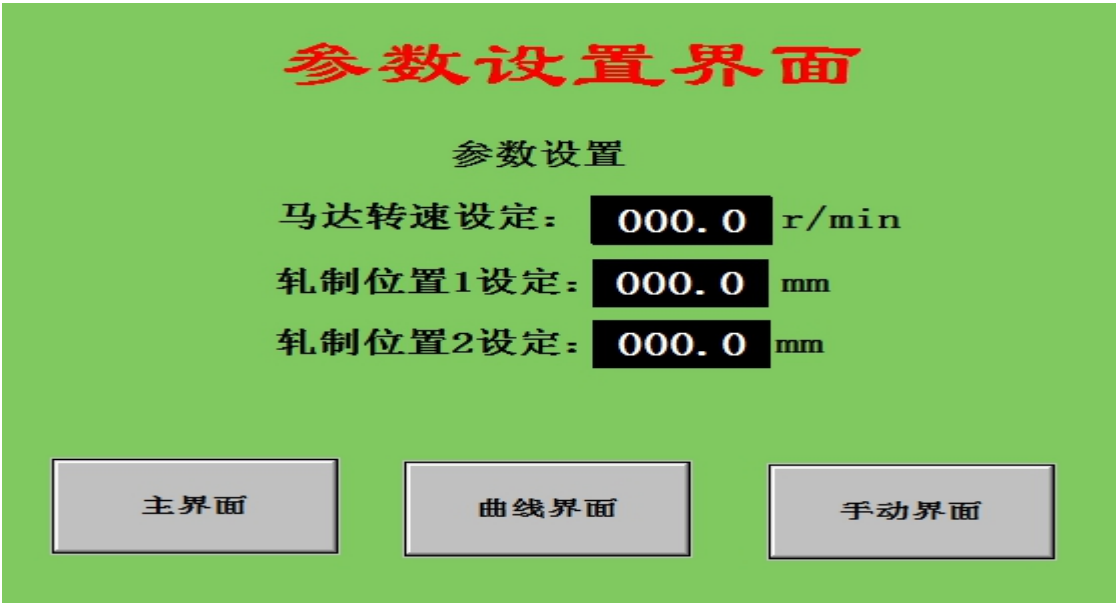 参数设置界面
参数设置
马达转速设定： 000.0 r/min
轧制位置1设定： 000.0 mm
轧制位置2设定： 000.0 mm
主界面 曲线界面 手动界面